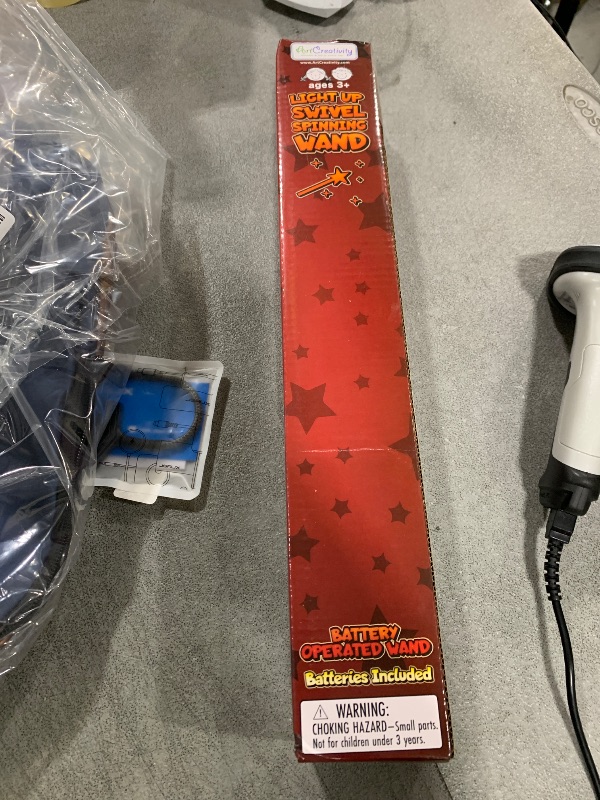 ArtCreativity
www.ArtCreativity.com
ages 3+
LIGHT UP
SWIVEL
SPINNING
WAND
BATTERY
OPERATED WAND
Batteries Included
⚠ WARNING:
CHOKING HAZARD–Small parts.
Not for children under 3 years.